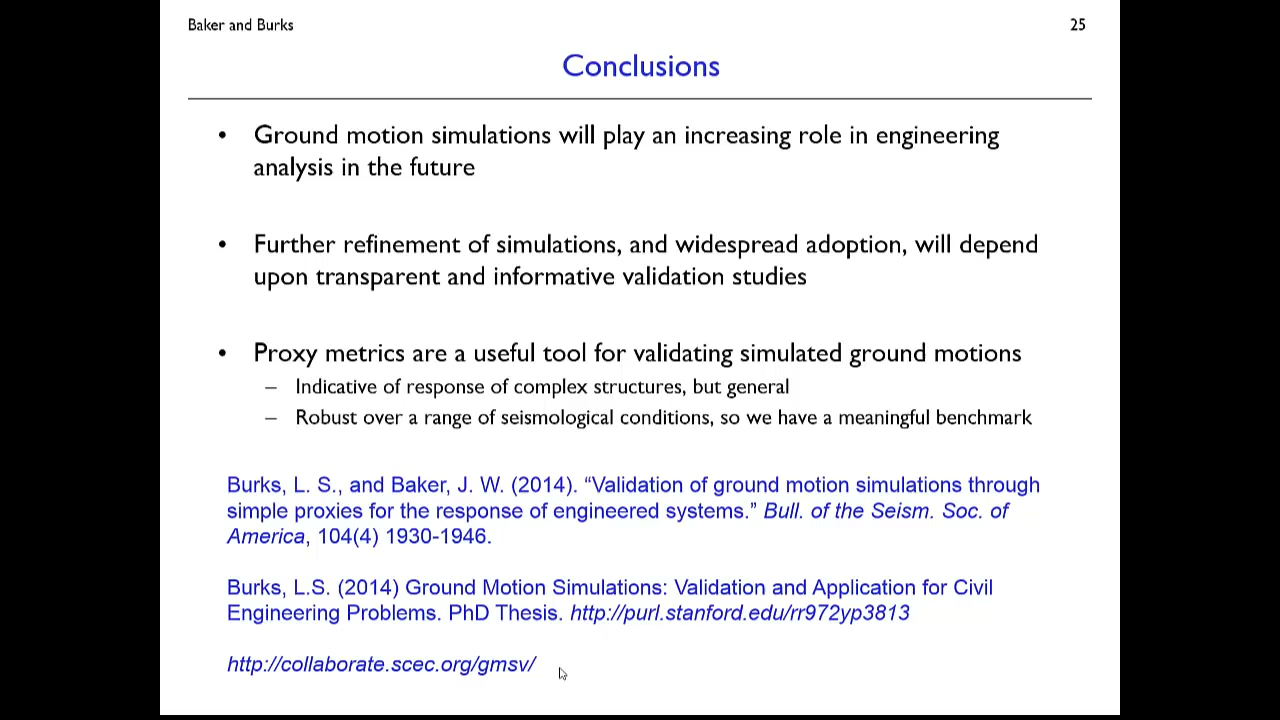 Baker and Burks
25
Conclusions
• Ground motion simulations will play an increasing role in engineering
analysis in the future
• Further refinement of simulations, and widespread adoption, will depend
upon transparent and informative validation studies
• Proxy metrics are a useful tool for validating simulated ground motions
– Indicative of response of complex structures, but general
– Robust over a range of seismological conditions, so we have a meaningful benchmark
Burks, L. S., and Baker, J. W. (2014). “Validation of ground motion simulations through
simple proxies for the response of engineered systems.” Bull. of the Seism. Soc. of
America, 104(4) 1930-1946.
Burks, L.S. (2014) Ground Motion Simulations: Validation and Application for Civil
Engineering Problems. PhD Thesis. http://purl.stanford.edu/rr972yp3813
http://collaborate.scec.org/gmsv/